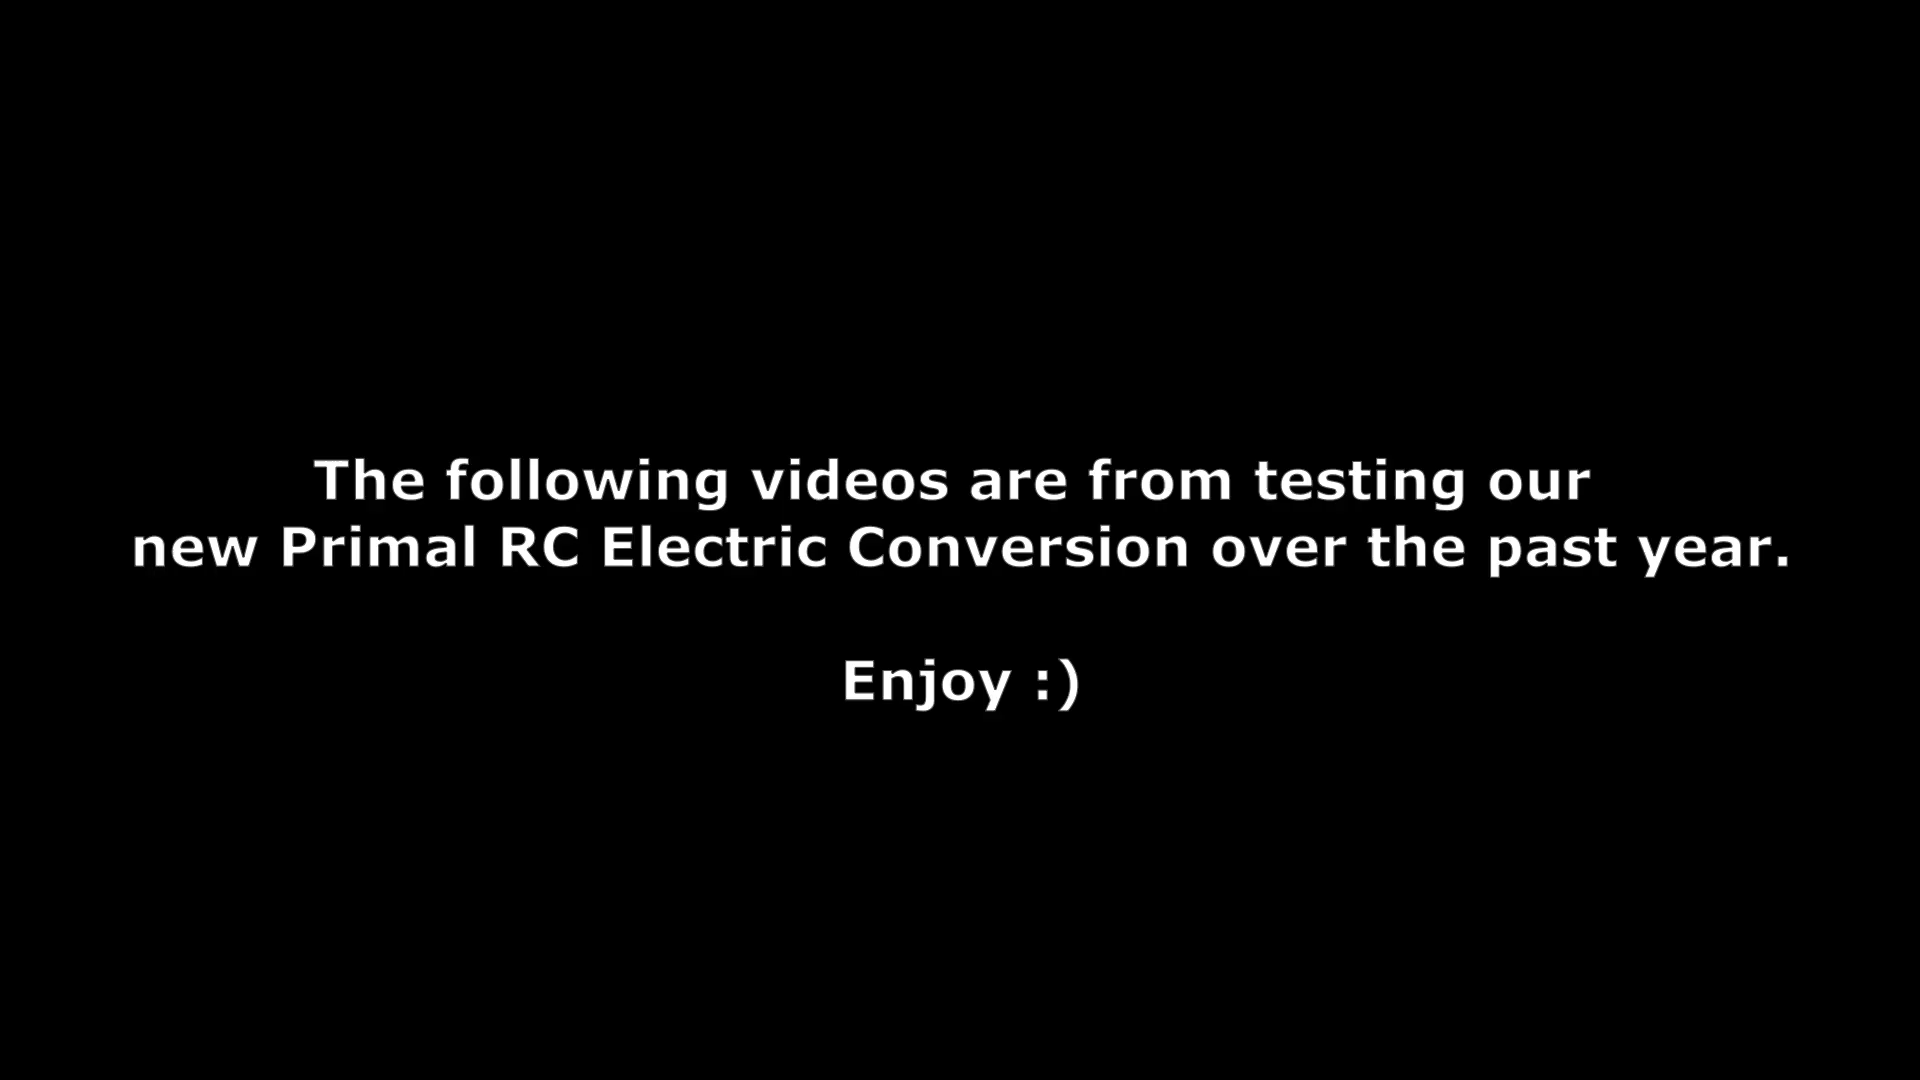 The following videos are from testing our
new Primal RC Electric Conversion over the past year.
Enjoy :)